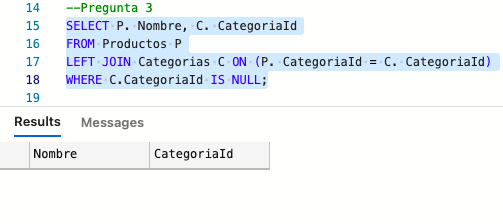 14 --Pregunta 3
15 SELECT P. Nombre, C. CategoriaId
16 FROM Productos P
17 LEFT JOIN Categorias C ON (P. CategoriaId = C. CategoriaId)
18 WHERE C.CategoriaId IS NULL;
19
Results Messages
Nombre CategoriaId